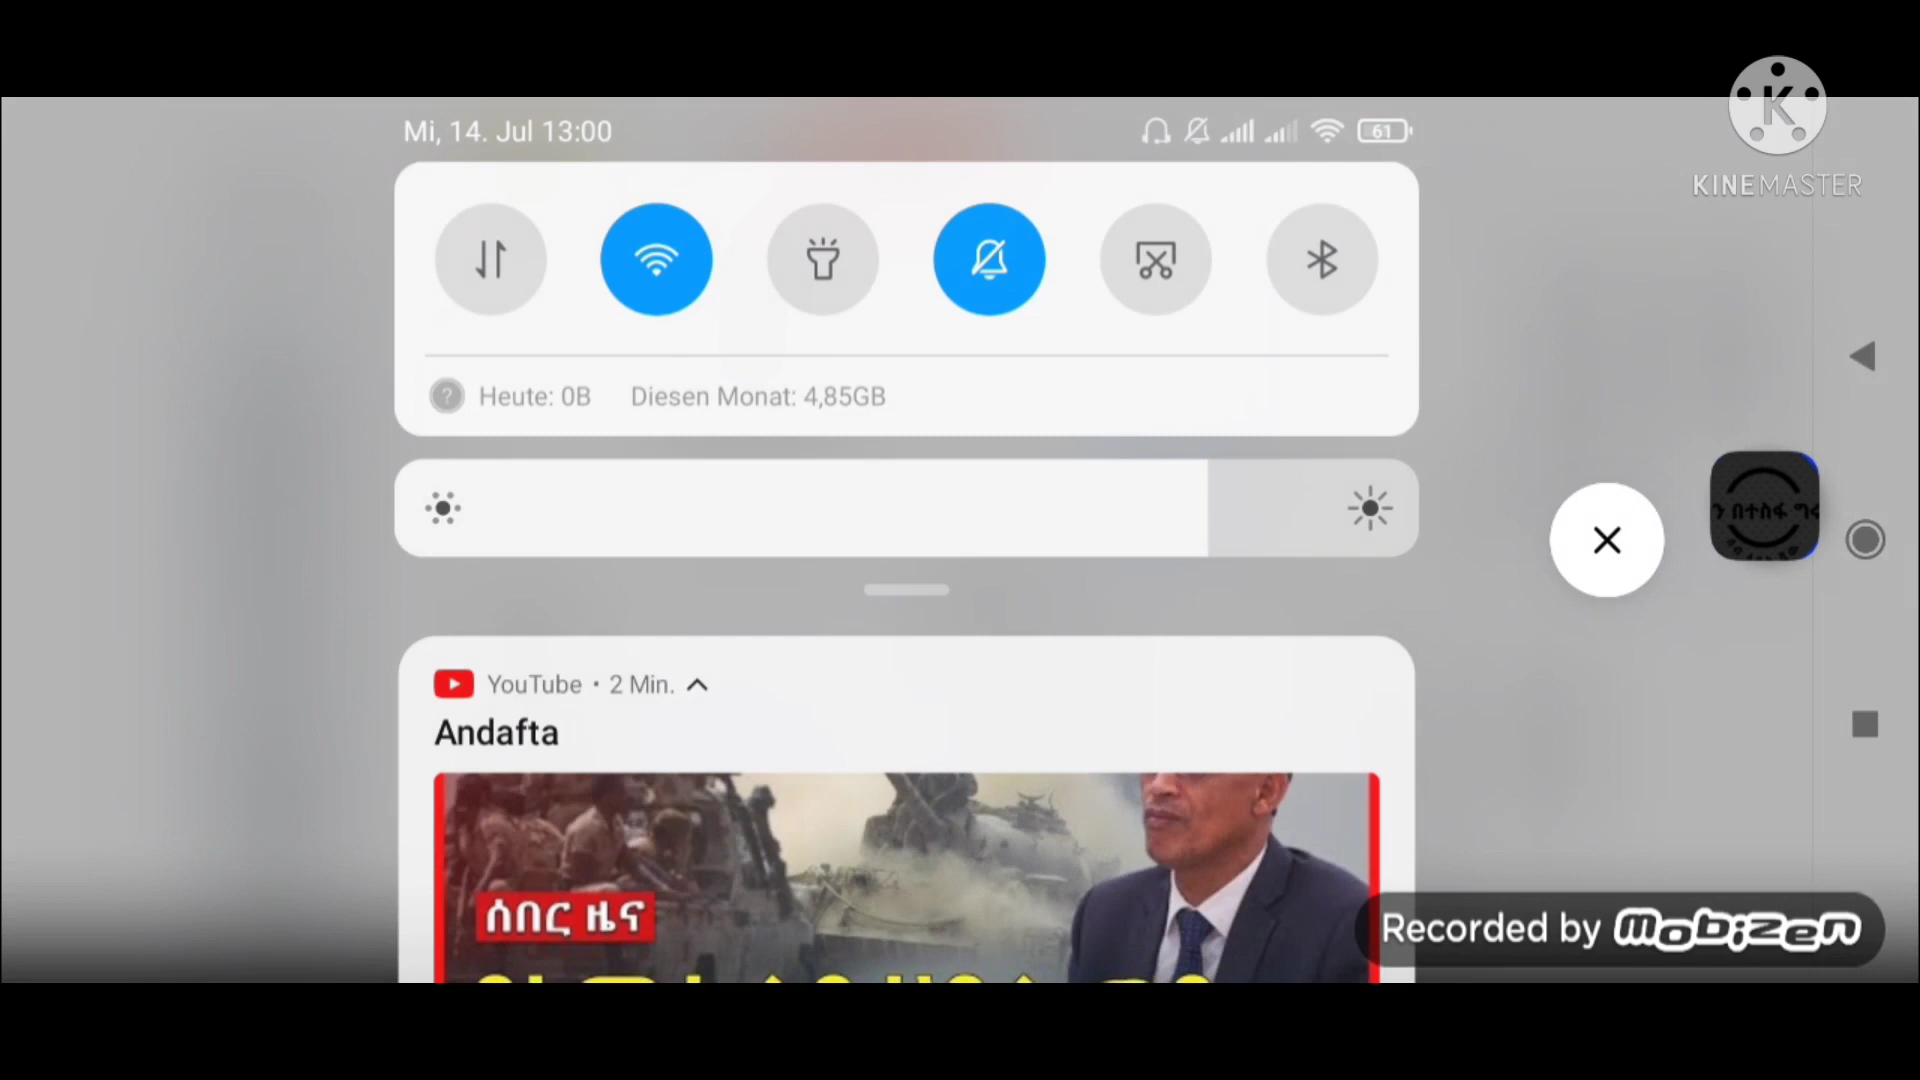 Mi, 14. Jul 13:00
61
K
KINEMASTER
?
Heute: 0B
Diesen Monat: 4,85GB
በተስፋ
YouTube • 2 Min.
Andafta
ሰበር ዜና
Recorded by mobizen